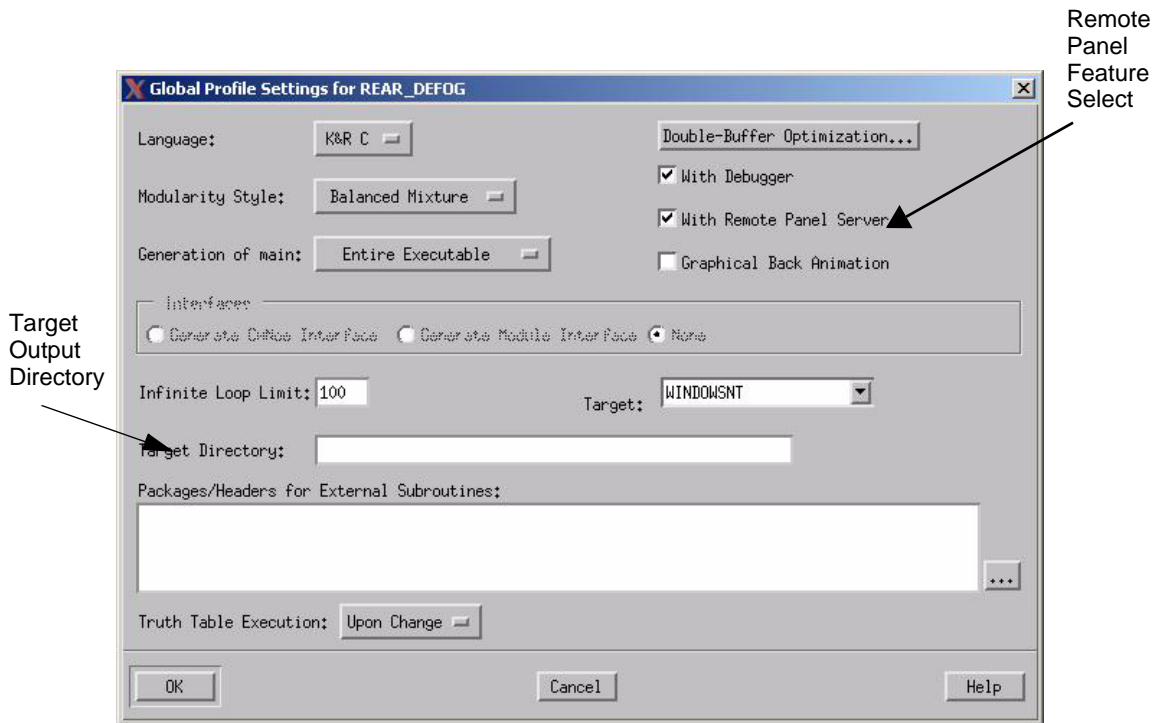 Remote
Panel
Feature
Select
Global Profile Settings for REAR_DEFOG
Language: K&R C
Double-Buffer Optimization...
With Debugger
Modularity Style: Balanced Mixture
With Remote Panel Server
Generation of main: Entire Executable
Graphical Back Animation
Interfaces
Generate CHNos Interface Generate Module Interface None
Target
Output
Directory
Infinite Loop Limit: 100
Target: WINDOWSNT
Target Directory:
Packages/Headers for External Subroutines:
...
Truth Table Execution: Upon Change
OK Cancel Help